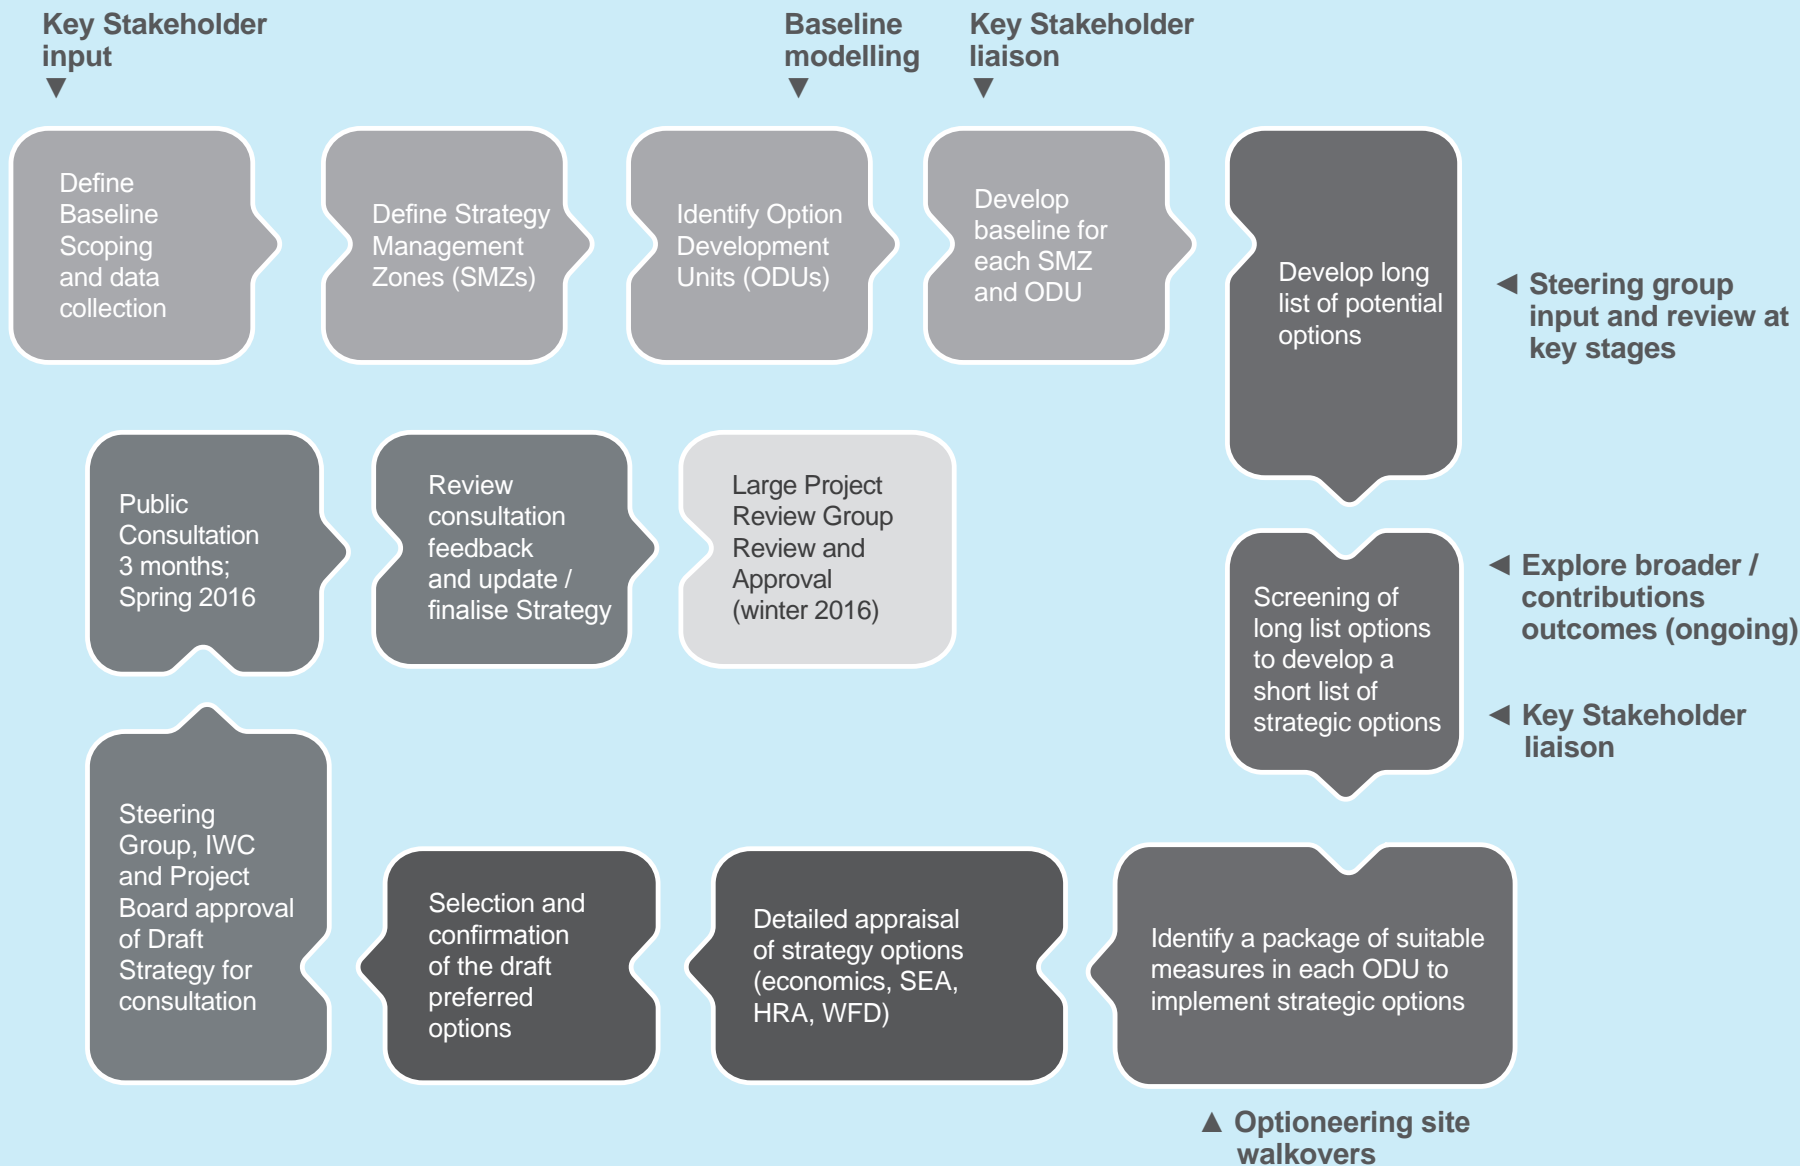 Key Stakeholder
input
Baseline
modelling
Key Stakeholder
liaison
Define
Baseline
Scoping
and data
collection
Define Strategy
Management
Zones (SMZs)
Identify Option
Development
Units (ODUs)
Develop
baseline for
each SMZ
and ODU
Develop long
list of potential
options
Steering group
input and review at
key stages
Screening of
long list options
to develop a
short list of
strategic options
Explore broader /
contributions
outcomes (ongoing)
Key Stakeholder
liaison
Identify a package of suitable
measures in each ODU to
implement strategic options
Optioneering site
walkovers
Detailed appraisal
of strategy options
(economics, SEA,
HRA, WFD)
Selection and
confirmation
of the draft
preferred
options
Steering
Group, IWC
and Project
Board approval
of Draft
Strategy for
consultation
Public
Consultation
3 months;
Spring 2016
Review
consultation
feedback
and update /
finalise Strategy
Large Project
Review Group
Review and
Approval
(winter 2016)